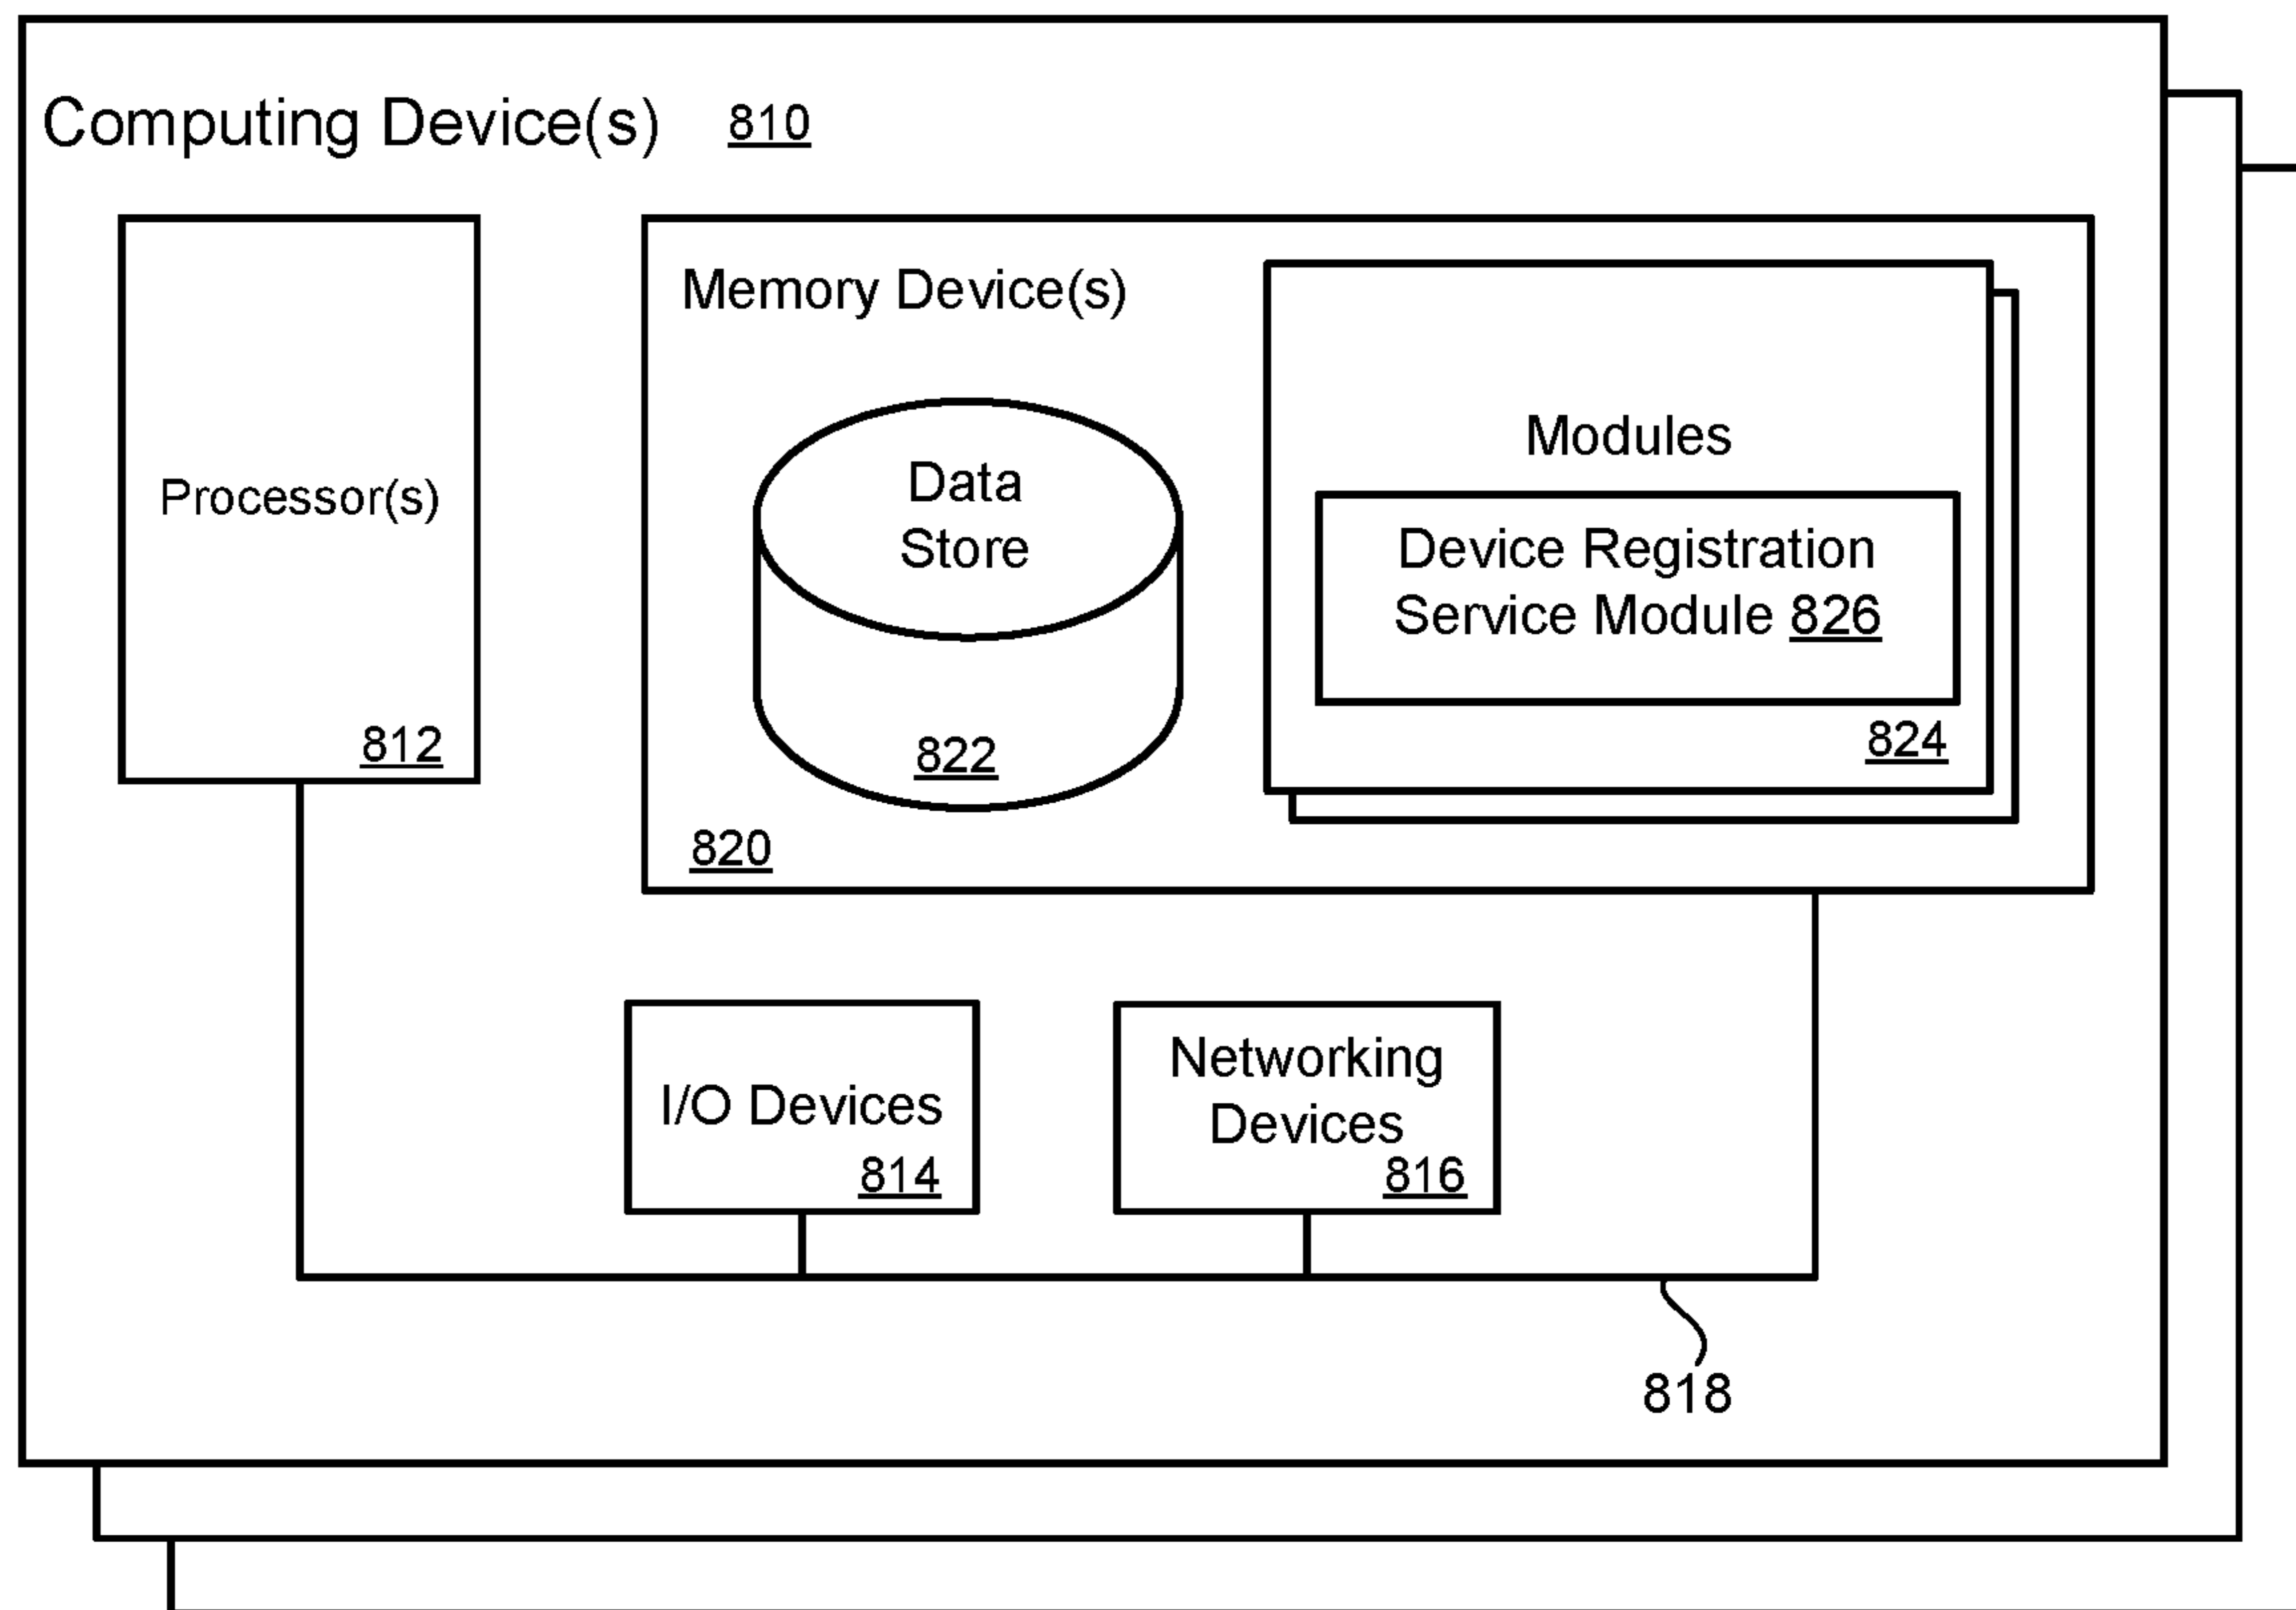 Computing Device(s) 810
Processor(s)
812
Memory Device(s)
Data
Store
822
820
Modules
Device Registration
Service Module 826
824
I/O Devices
814
Networking
Devices
816
818